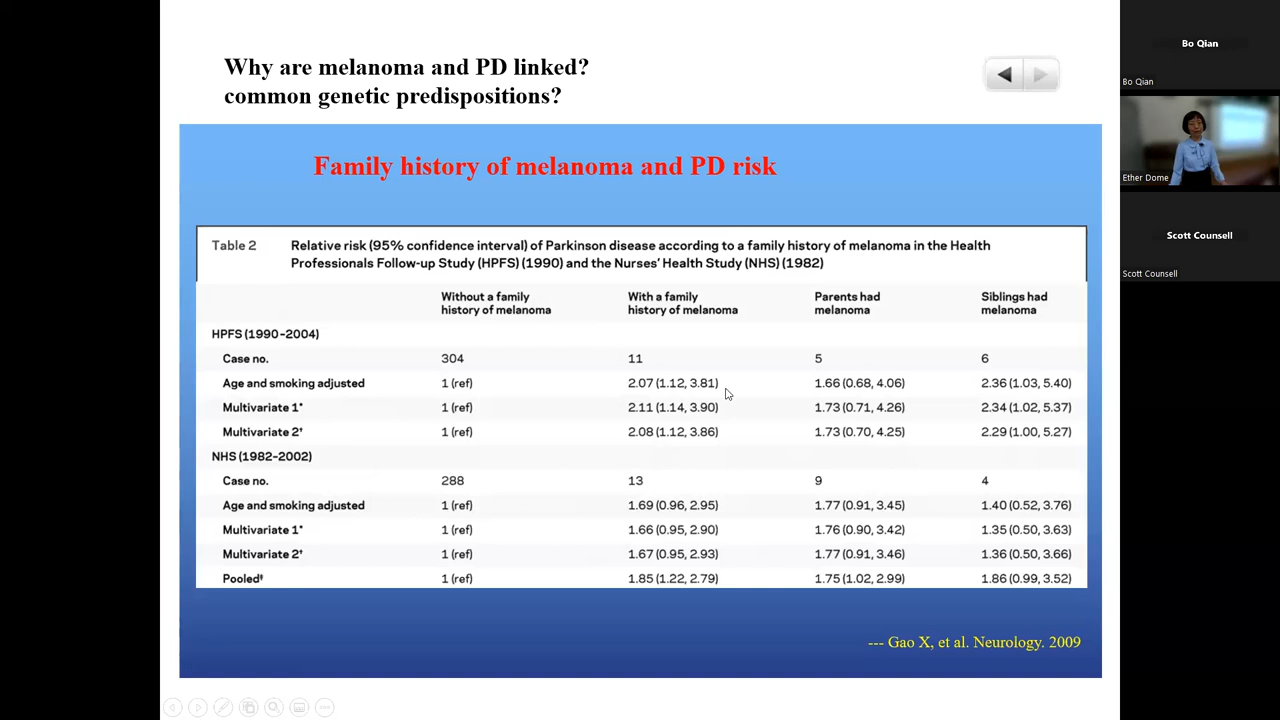 Why are melanoma and PD linked?
common genetic predispositions?
Family history of melanoma and PD risk
Table 2 Relative risk (95% confidence interval) of Parkinson disease according to a family history of melanoma in the Health
Professionals Follow-up Study (HPFS) (1990) and the Nurses' Health Study (NHS) (1982)
Without a family With a family Parents had Siblings had
history of melanoma history of melanoma melanoma melanoma
HPFS (1990–2004)
Case no. 304 11 5 6
Age and smoking adjusted 1 (ref) 2.07 (1.12, 3.81) 1.66 (0.68, 4.06) 2.36 (1.03, 5.40)
Multivariate 1* 1 (ref) 2.11 (1.14, 3.90) 1.73 (0.71, 4.26) 2.34 (1.02, 5.37)
Multivariate 2† 1 (ref) 2.08 (1.12, 3.86) 1.73 (0.70, 4.25) 2.29 (1.00, 5.27)
NHS (1982–2002)
Case no. 288 13 9 4
Age and smoking adjusted 1 (ref) 1.69 (0.96, 2.95) 1.77 (0.91, 3.45) 1.40 (0.52, 3.76)
Multivariate 1* 1 (ref) 1.66 (0.95, 2.90) 1.76 (0.90, 3.42) 1.35 (0.50, 3.63)
Multivariate 2† 1 (ref) 1.67 (0.95, 2.93) 1.77 (0.91, 3.46) 1.36 (0.50, 3.66)
Pooled‡ 1 (ref) 1.85 (1.22, 2.79) 1.75 (1.02, 2.99) 1.86 (0.99, 3.52)
--- Gao X, et al. Neurology. 2009
Bo Qian
Bo Qian
Ether Dome
Scott Counsell
Scott Counsell